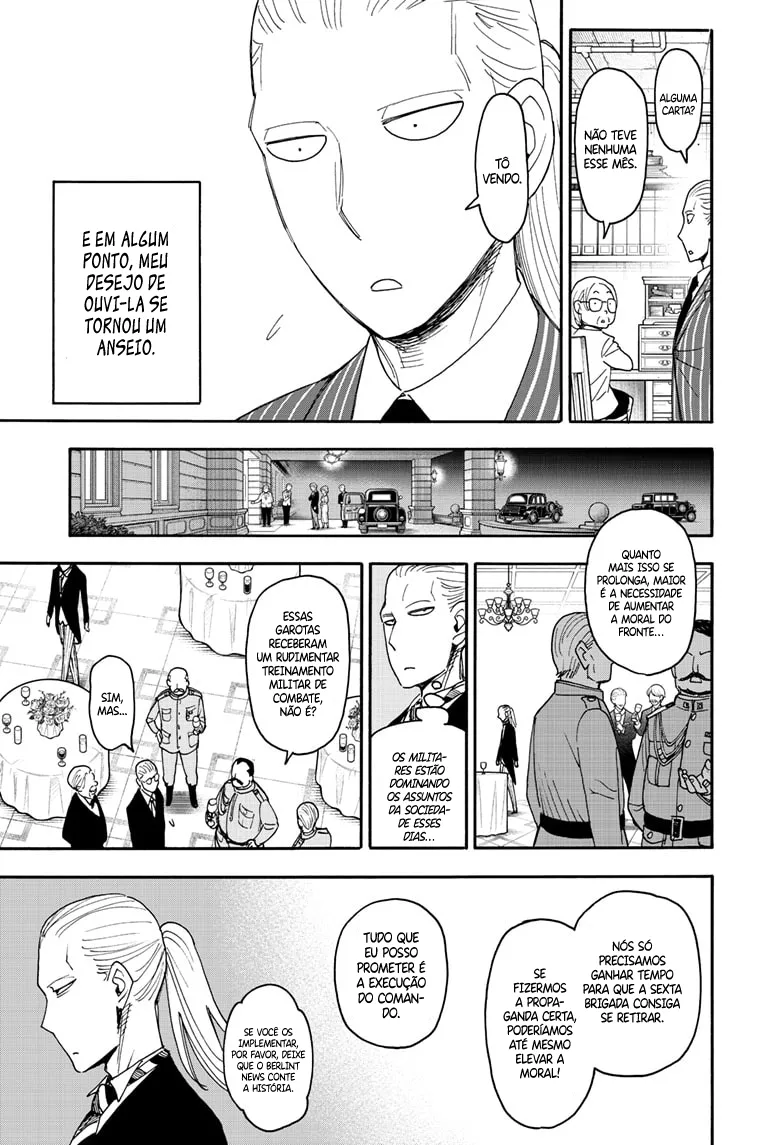 ALGUMA
CARTA?
NÃO TEVE
NENHUMA
ESSE MÊS.
TÔ
VENDO.
E EM ALGUM
PONTO, MEU
DESEJO DE
OUVI-LA SE
TORNOU UM
ANSEIO.
QUANTO
MAIS ISSO SE
PROLONGA, MAIOR
É A NECESSIDADE
DE AUMENTAR
A MORAL DO
FRONTE...
OS MILITA-
RES ESTÃO
DOMINANDO
OS ASSUNTOS
DA SOCIEDA-
DE ESSES
DIAS...
ESSAS
GAROTAS
RECEBERAM
UM RUDIMENTAR
TREINAMENTO
MILITAR DE
COMBATE,
NÃO É?
SIM,
MAS...
NÓS SÓ
PRECISAMOS
GANHAR TEMPO
PARA QUE A SEXTA
BRIGADA CONSIGA
SE RETIRAR.
SE
FIZERMOS
A PROPA-
GANDA CERTA,
PODERÍAMOS
ATÉ MESMO
ELEVAR A
MORAL!
TUDO QUE
EU POSSO
PROMETER É
A EXECUÇÃO
DO COMAN-
DO.
SE VOCÊ OS
IMPLEMENTAR,
POR FAVOR, DEIXE
QUE O BERLINT
NEWS CONTE
A HISTÓRIA.